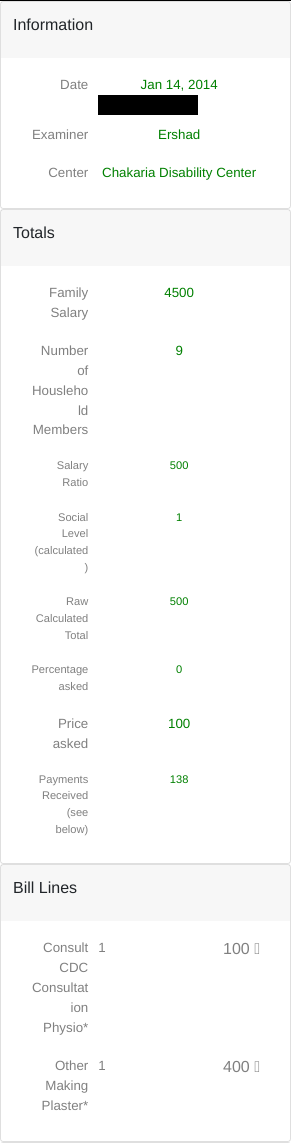 Information
Date Jan 14, 2014
Examiner Ershad
Center Chakaria Disability Center
Totals
Family 4500
Salary
Number 9
of
Housleho
ld
Members
Salary 500
Ratio
Social 1
Level
(calculated
)
Raw 500
Calculated
Total
Percentage 0
asked
Price 100
asked
Payments 138
Received
(see
below)
Bill Lines
Consult 1 100
CDC
Consultat
ion
Physio*
Other 1 400
Making
Plaster*